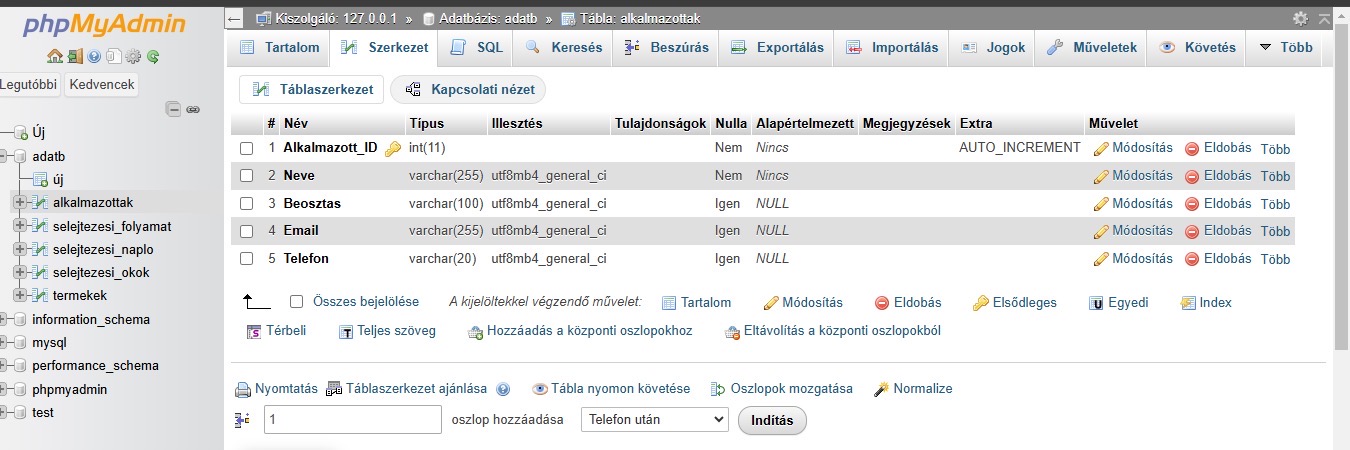 phpMyAdmin
Legutóbbi Kedvencek
Új
adatb
új
alkalmazottak
selejtezesi_folyamat
selejtezesi_naplo
selejtezesi_okok
termekek
information_schema
mysql
performance_schema
phpmyadmin
test
Kiszolgáló: 127.0.0.1 » Adatbázis: adatb » Tábla: alkalmazottak
Tartalom Szerkezet SQL Keresés Beszúrás Exportálás Importálás Jogok Műveletek Követés Több
Táblaszerkezet Kapcsolati nézet
# Név Típus Illesztés Tulajdonságok Nulla Alapértelmezett Megjegyzések Extra Művelet
1 Alkalmazott_ID int(11) Nem Nincs AUTO_INCREMENT Módosítás Eldobás Több
2 Neve varchar(255) utf8mb4_general_ci Nem Nincs Módosítás Eldobás Több
3 Beosztas varchar(100) utf8mb4_general_ci Igen NULL Módosítás Eldobás Több
4 Email varchar(255) utf8mb4_general_ci Igen NULL Módosítás Eldobás Több
5 Telefon varchar(20) utf8mb4_general_ci Igen NULL Módosítás Eldobás Több
Összes bejelölése A kijelöltekkel végzendő művelet: Tartalom Módosítás Eldobás Elsődleges Egyedi Index
Térbeli Teljes szöveg Hozzáadás a központi oszlopokhoz Eltávolítás a központi oszlopokból
Nyomtatás Táblaszerkezet ajánlása Tábla nyomon követése Oszlopok mozgatása Normalize
1 oszlop hozzáadása Telefon után Indítás